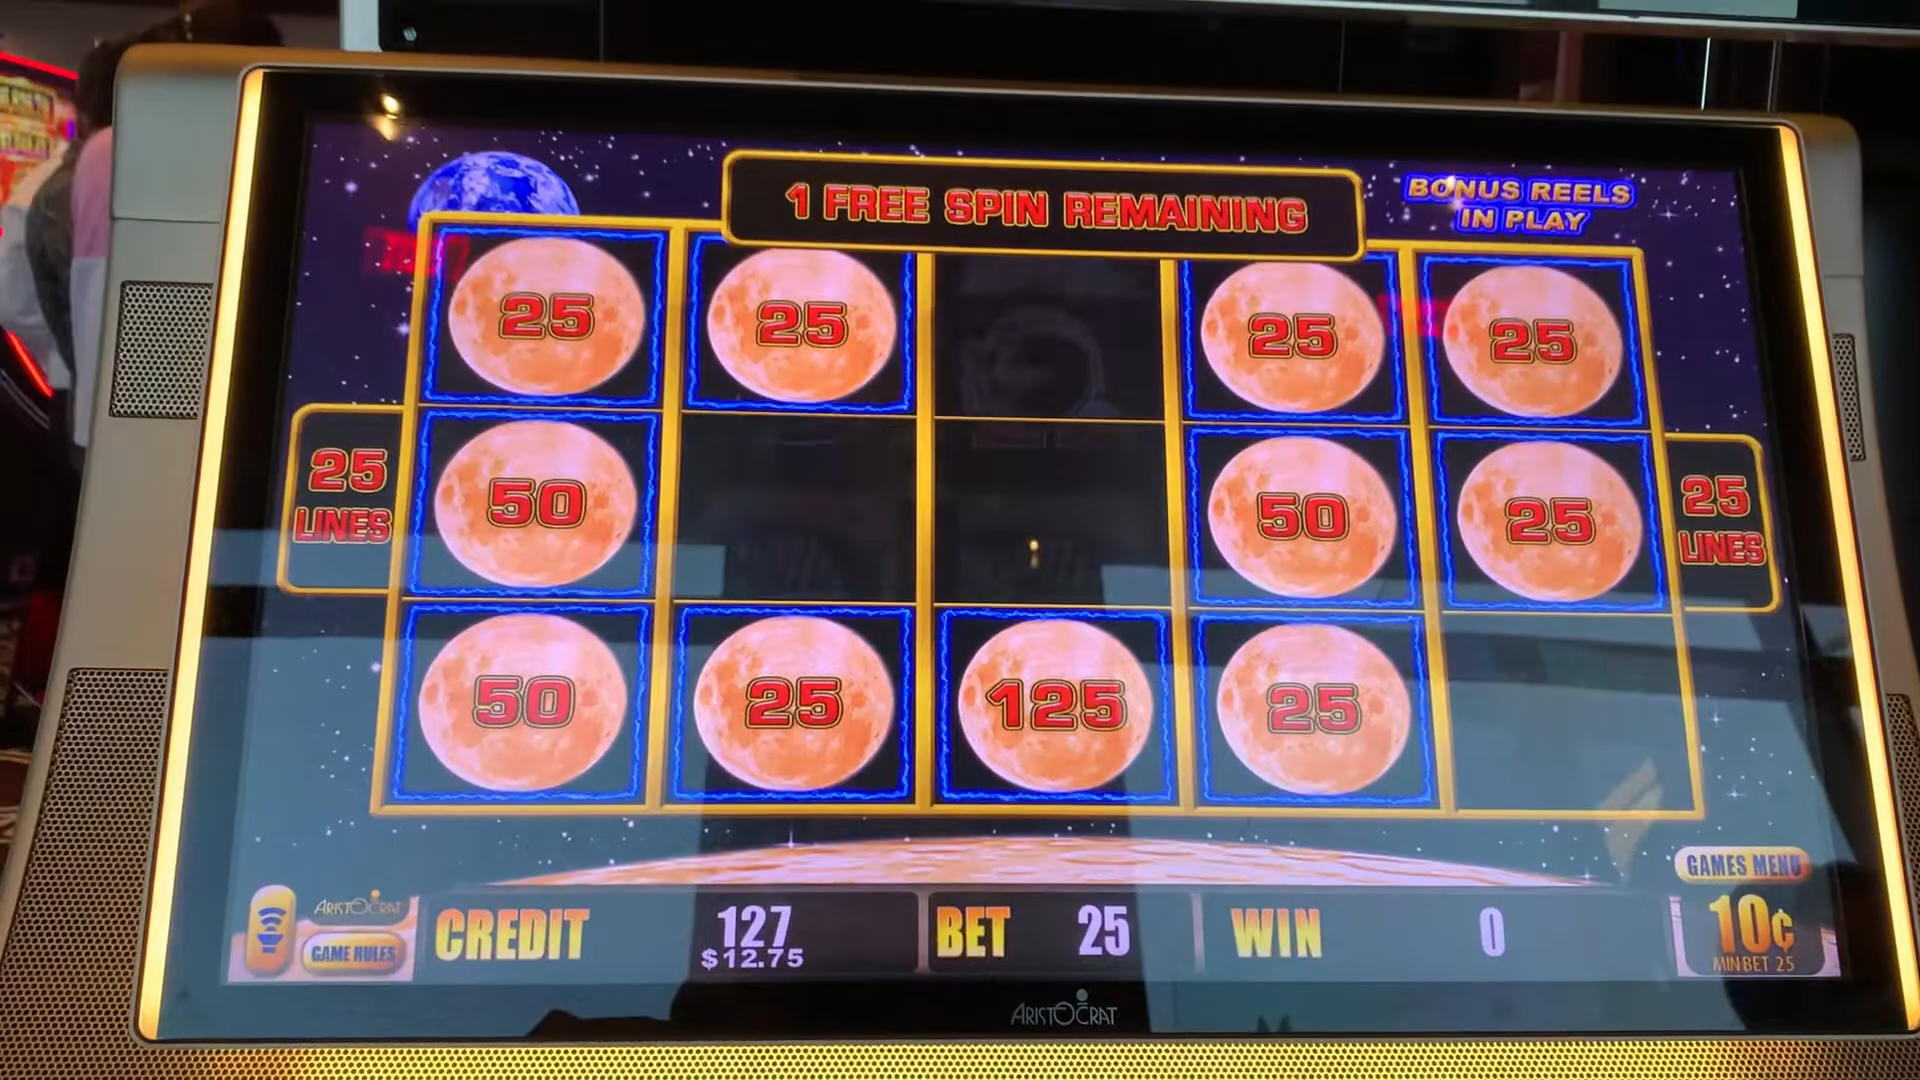 1 FREE SPIN REMAINING
BONUS REELS
IN PLAY
25
25
25
25
25
LINES
50
50
25
25
LINES
50
25
125
25
GAMES MENU
ARISTOCRAT
GAME RULES
CREDIT
127
$12.75
BET
25
WIN
0
10¢
MIN BET 25
ARISTOCRAT